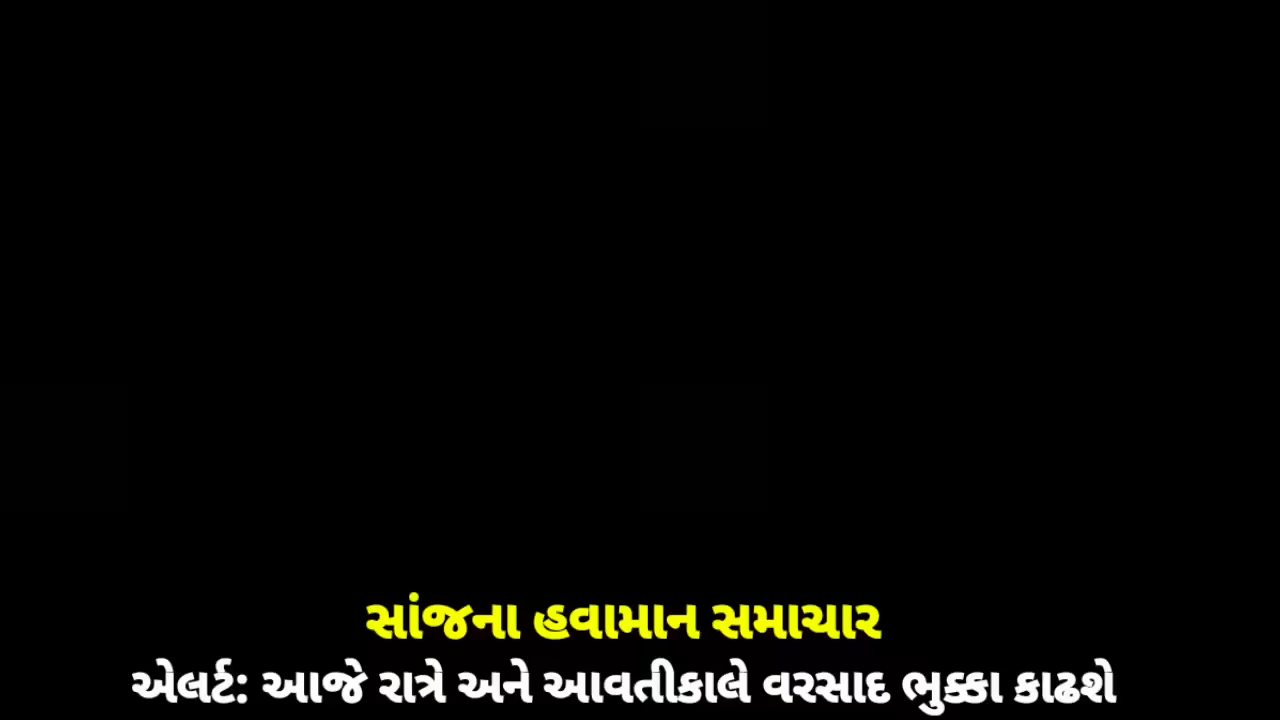 સાંજના હવામાન સમાચાર
એલર્ટ: આજે રાત્રે અને આવતીકાલે વરસાદ ભુક્કા કાઢશે